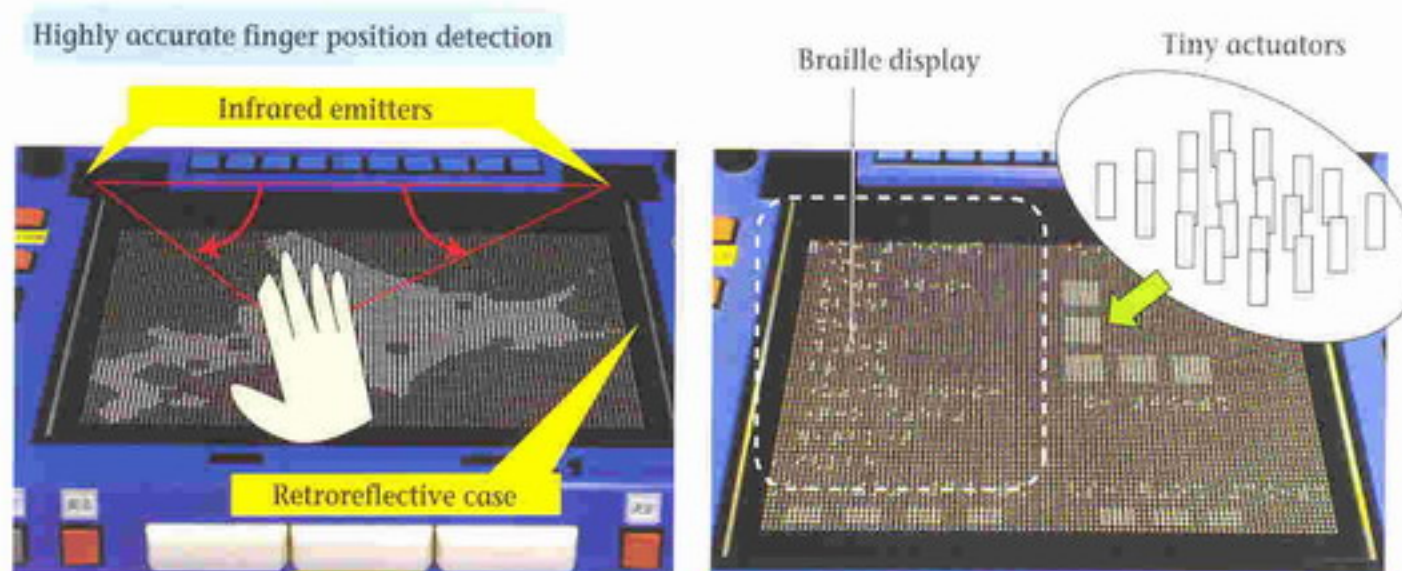 Highly accurate finger position detection
Infrared emitters
Retroreflective case
Braille display
Tiny actuators